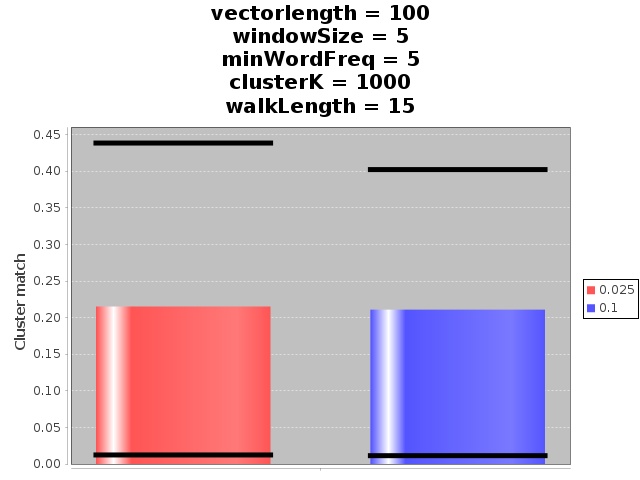 vectorlength = 100
windowSize = 5
minWordFreq = 5
clusterK = 1000
walkLength = 15
Cluster match
0.45
0.40
0.35
0.30
0.25
0.20
0.15
0.10
0.05
0.00
0.025
0.1